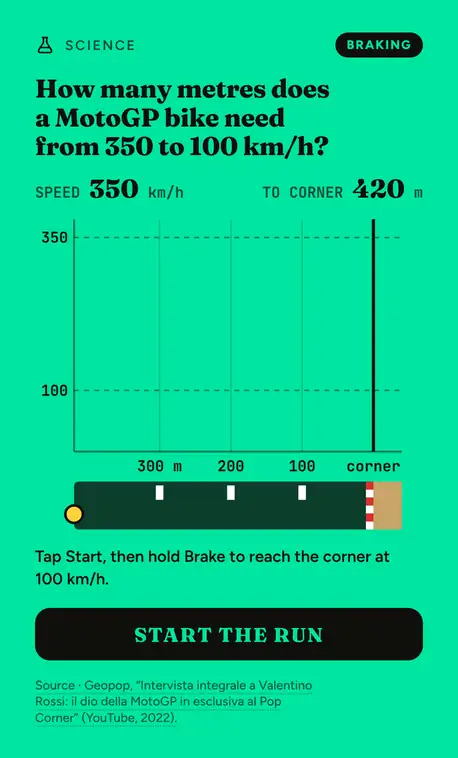 SCIENCE
BRAKING
How many metres does
a MotoGP bike need
from 350 to 100 km/h?
SPEED 350 km/h TO CORNER 420 m
350
100
300 m 200 100 corner
Tap Start, then hold Brake to reach the corner at
100 km/h.
START THE RUN
Source · Geopop, “Intervista integrale a Valentino
Rossi: il dio della MotoGP in esclusiva al Pop
Corner” (YouTube, 2022).